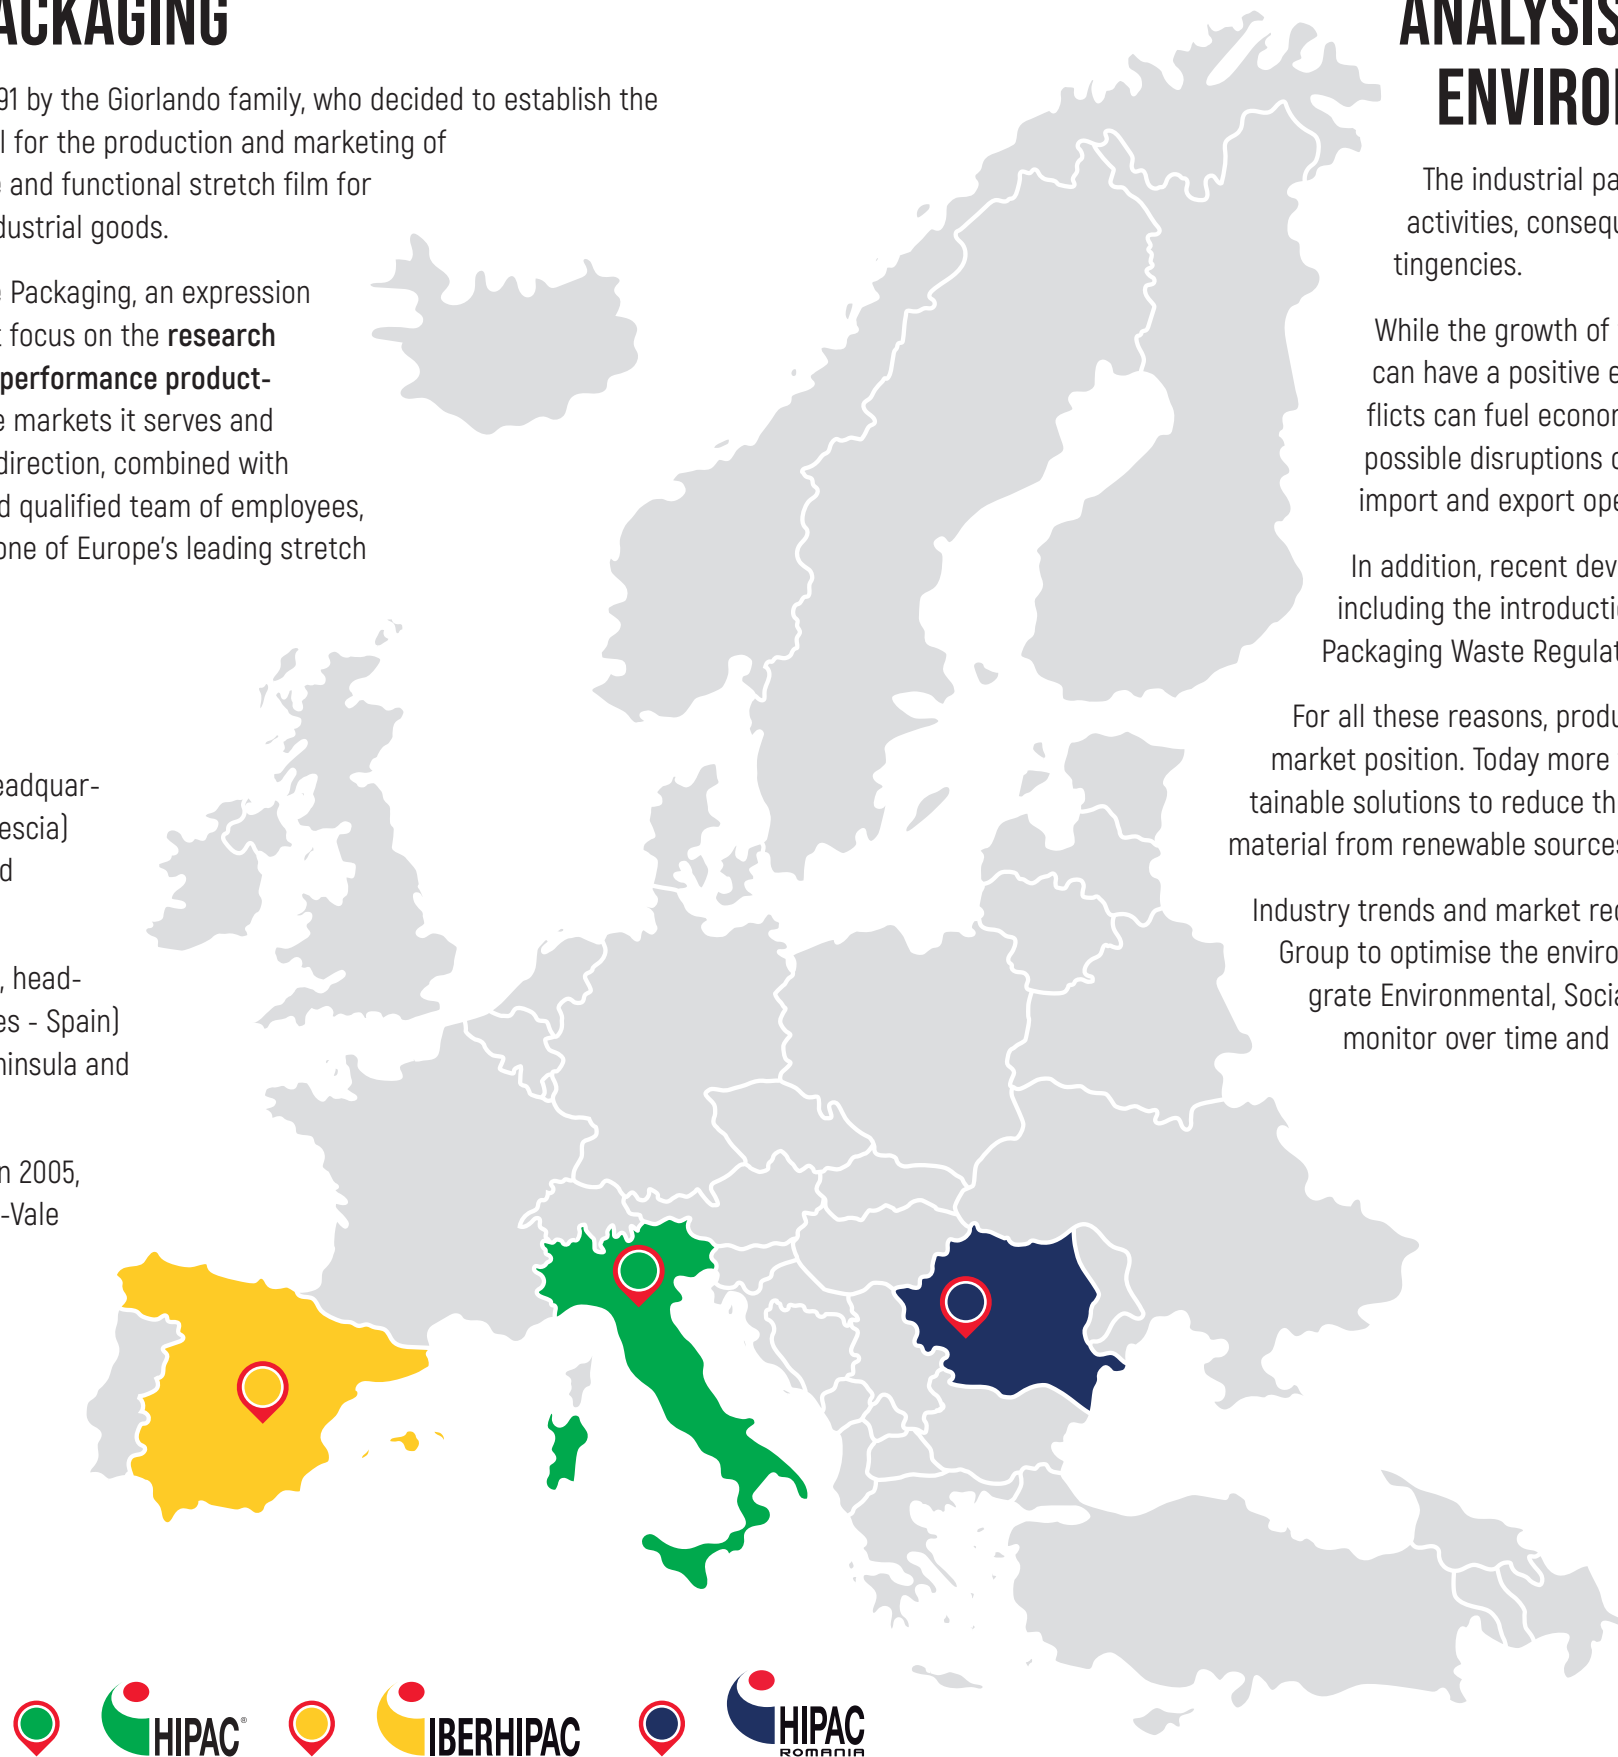 ACKAGING
91 by the Giorlando family, who decided to establish the
l for the production and marketing of
e and functional stretch film for
dustrial goods.
e Packaging, an expression
t focus on the research
performance product-
e markets it serves and
direction, combined with
d qualified team of employees,
one of Europe's leading stretch
eadquar-
escia)
d
, head-
es - Spain)
ninsula and
n 2005,
-Vale
ANALYSIS
ENVIRO
The industrial pa
activities, consequ
tingencies.
While the growth of
can have a positive e
flicts can fuel econor
possible disruptions o
import and export ope
In addition, recent dev
including the introductio
Packaging Waste Regulat
For all these reasons, produ
market position. Today more
tainable solutions to reduce th
material from renewable sources
Industry trends and market rec
Group to optimise the enviro
grate Environmental, Socia
monitor over time and
HIPAC®
IBERHIPAC
HIPAC
ROMANIA